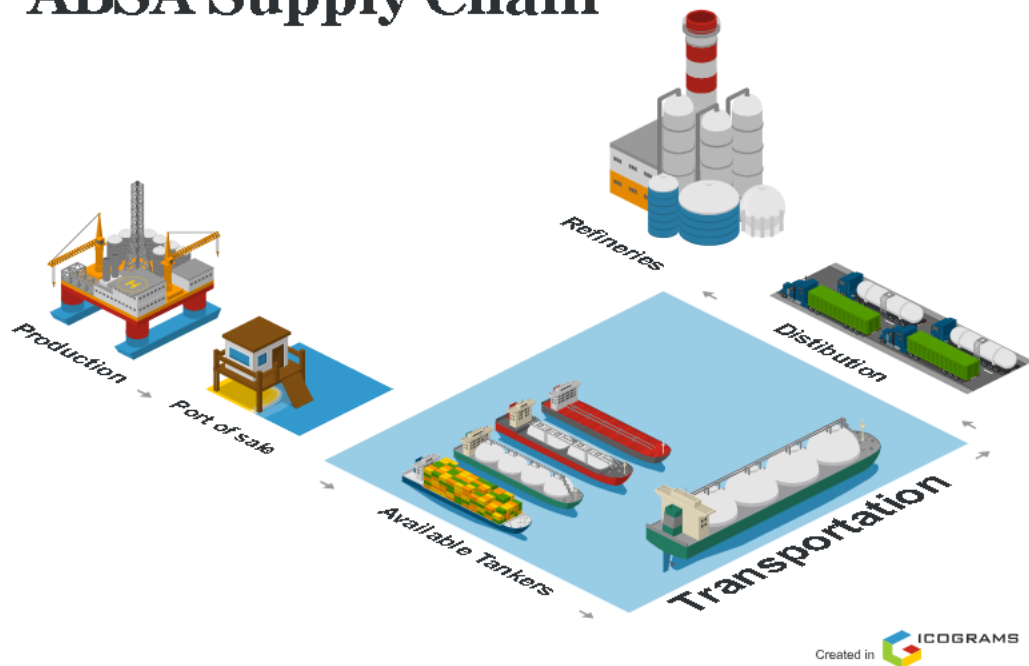 ABSA Supply Chain
Refineries
Production
Distibution
Port of sale
Available Tankers
Transportation
Created in ICOGRAMS